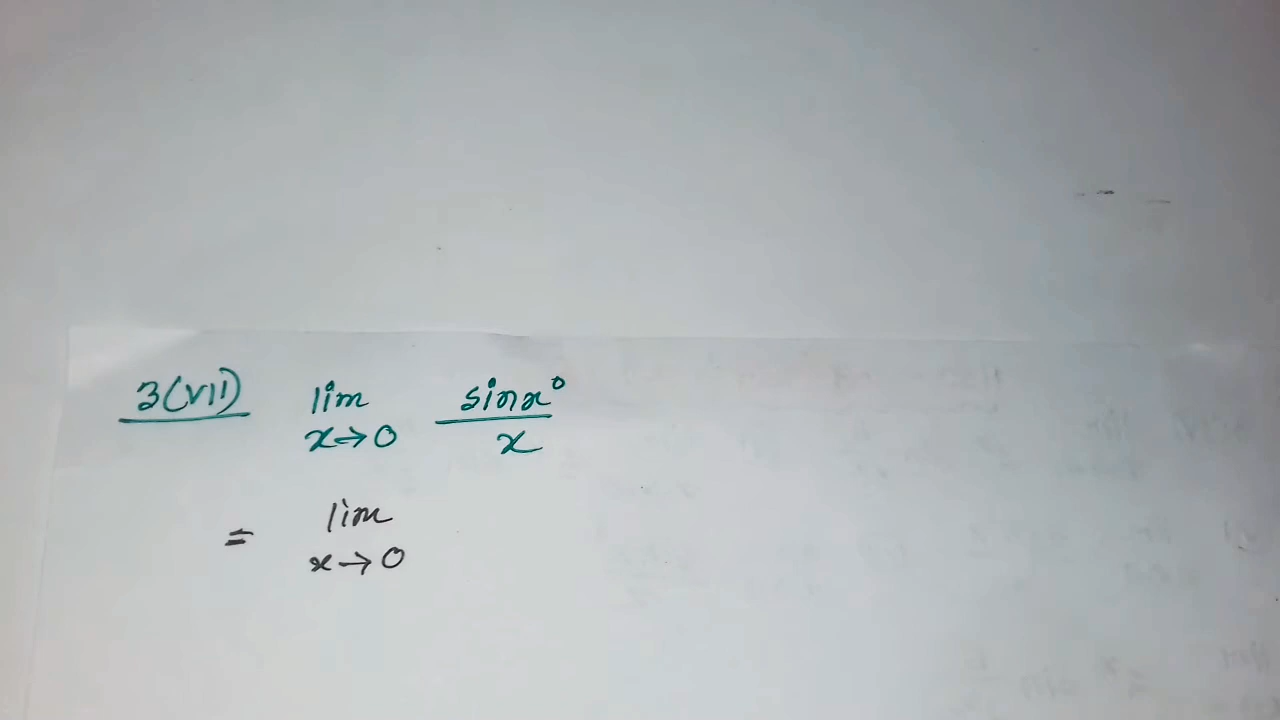 3(VII) lim sinx°
x→0 x
= lim
x→0